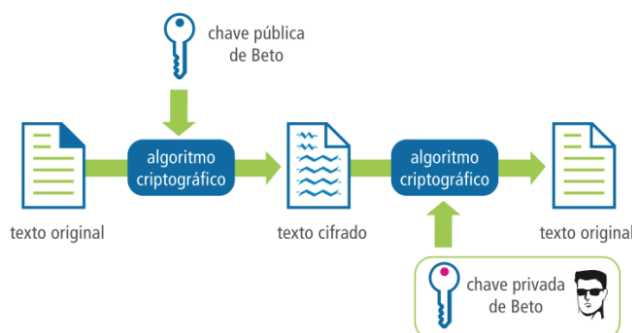 chave pública
de Beto
algoritmo
criptográfico
algoritmo
criptográfico
texto original
texto cifrado
texto original
chave privada
de Beto